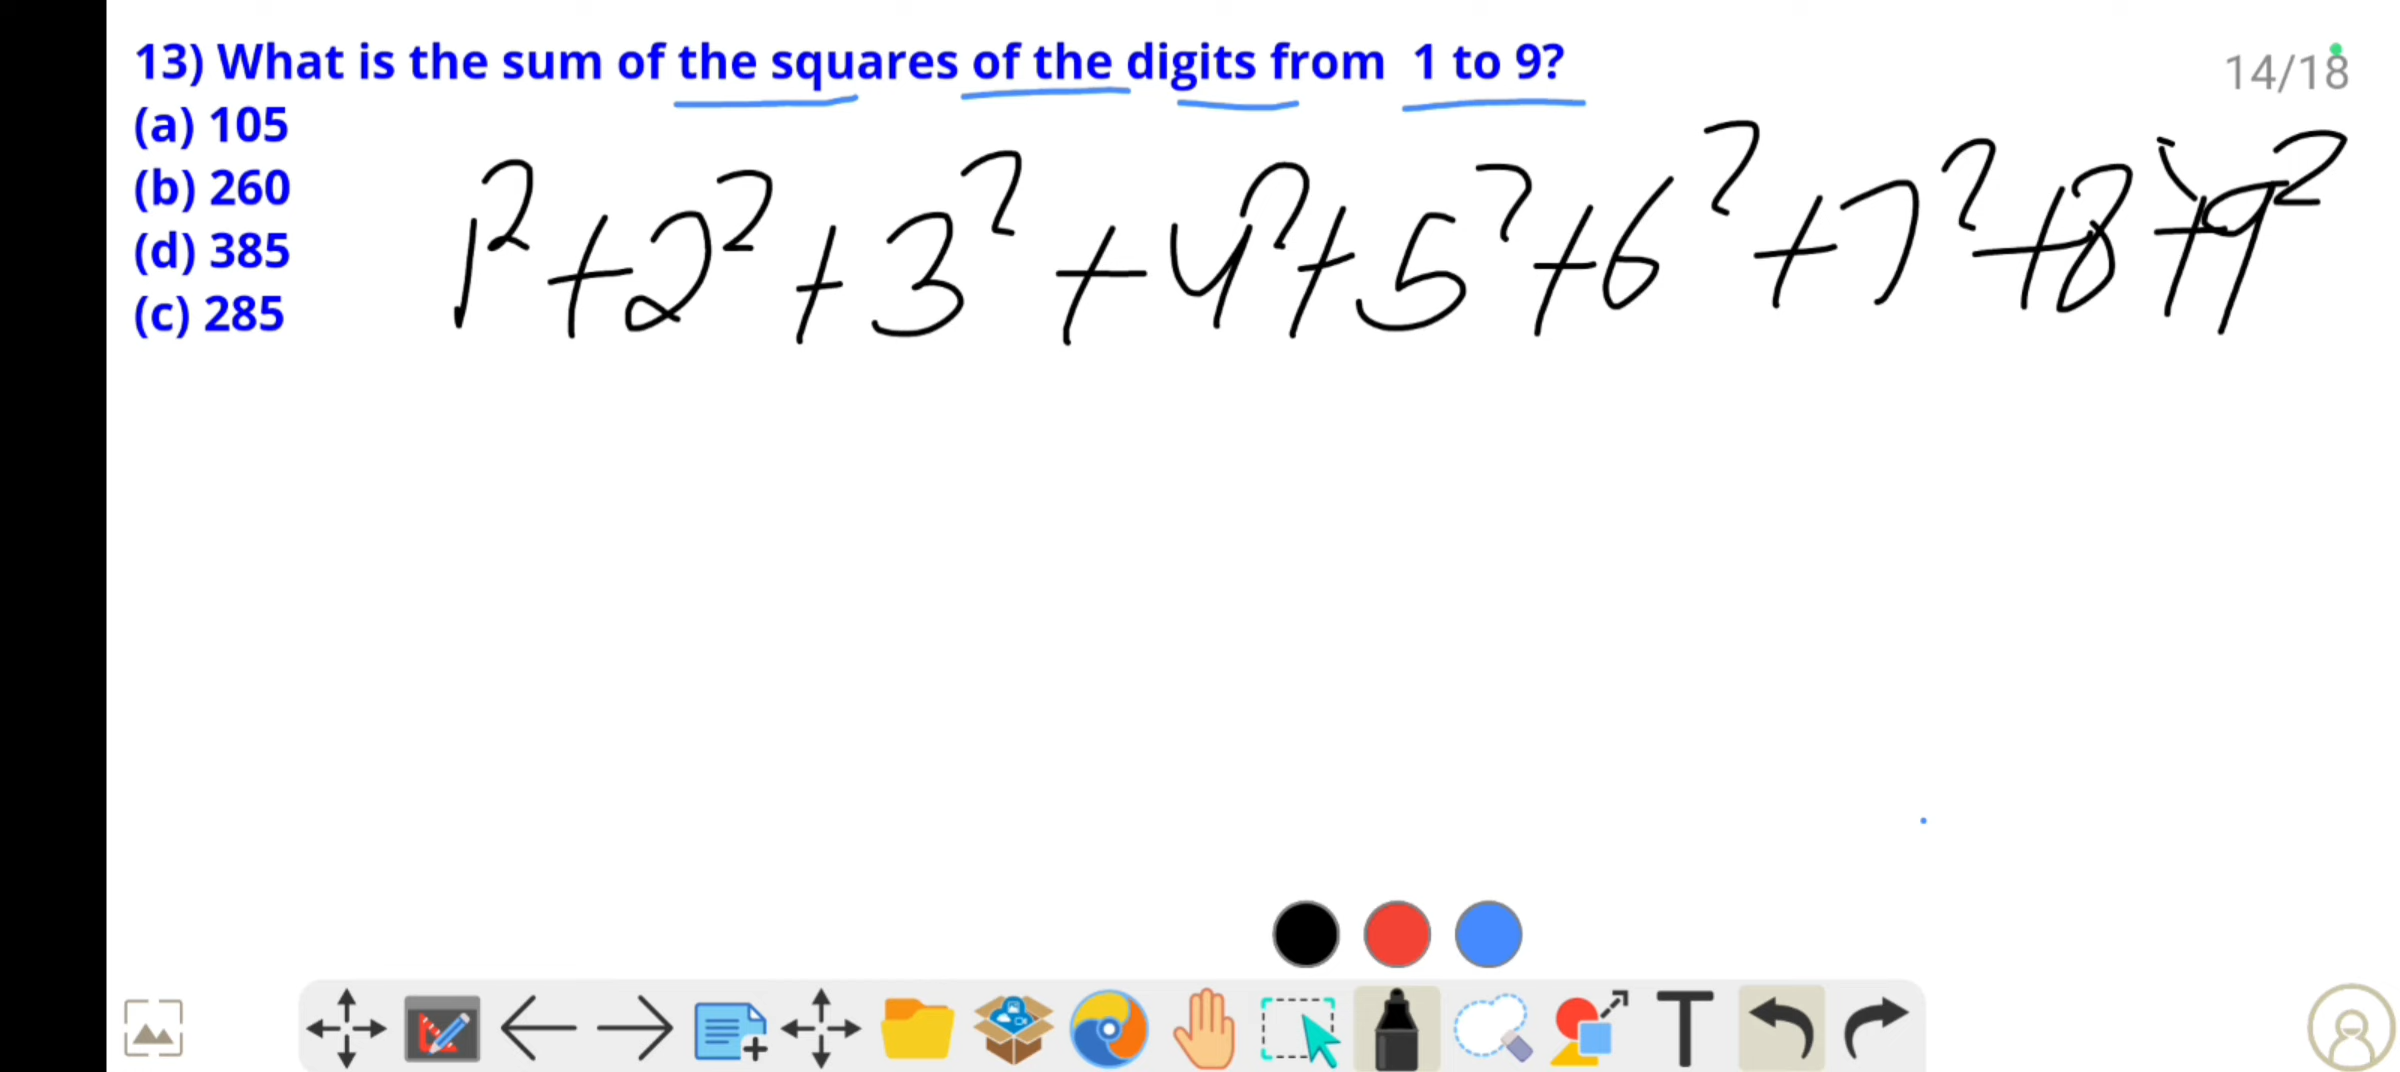 13) What is the sum of the squares of the digits from 1 to 9?
14/18
(a) 105
(b) 260
(d) 385
(c) 285
1²+2²+3²+4²+5²+6²+7²+8²+9²
T